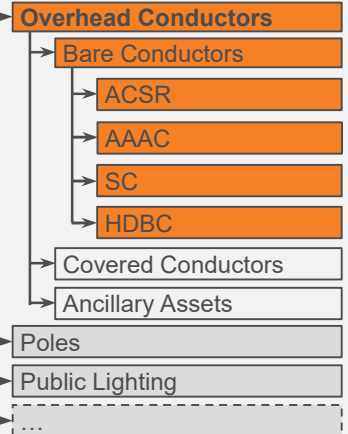 Overhead Conductors
Bare Conductors
ACSR
AAAC
SC
HDBC
Covered Conductors
Ancillary Assets
Poles
Public Lighting
...